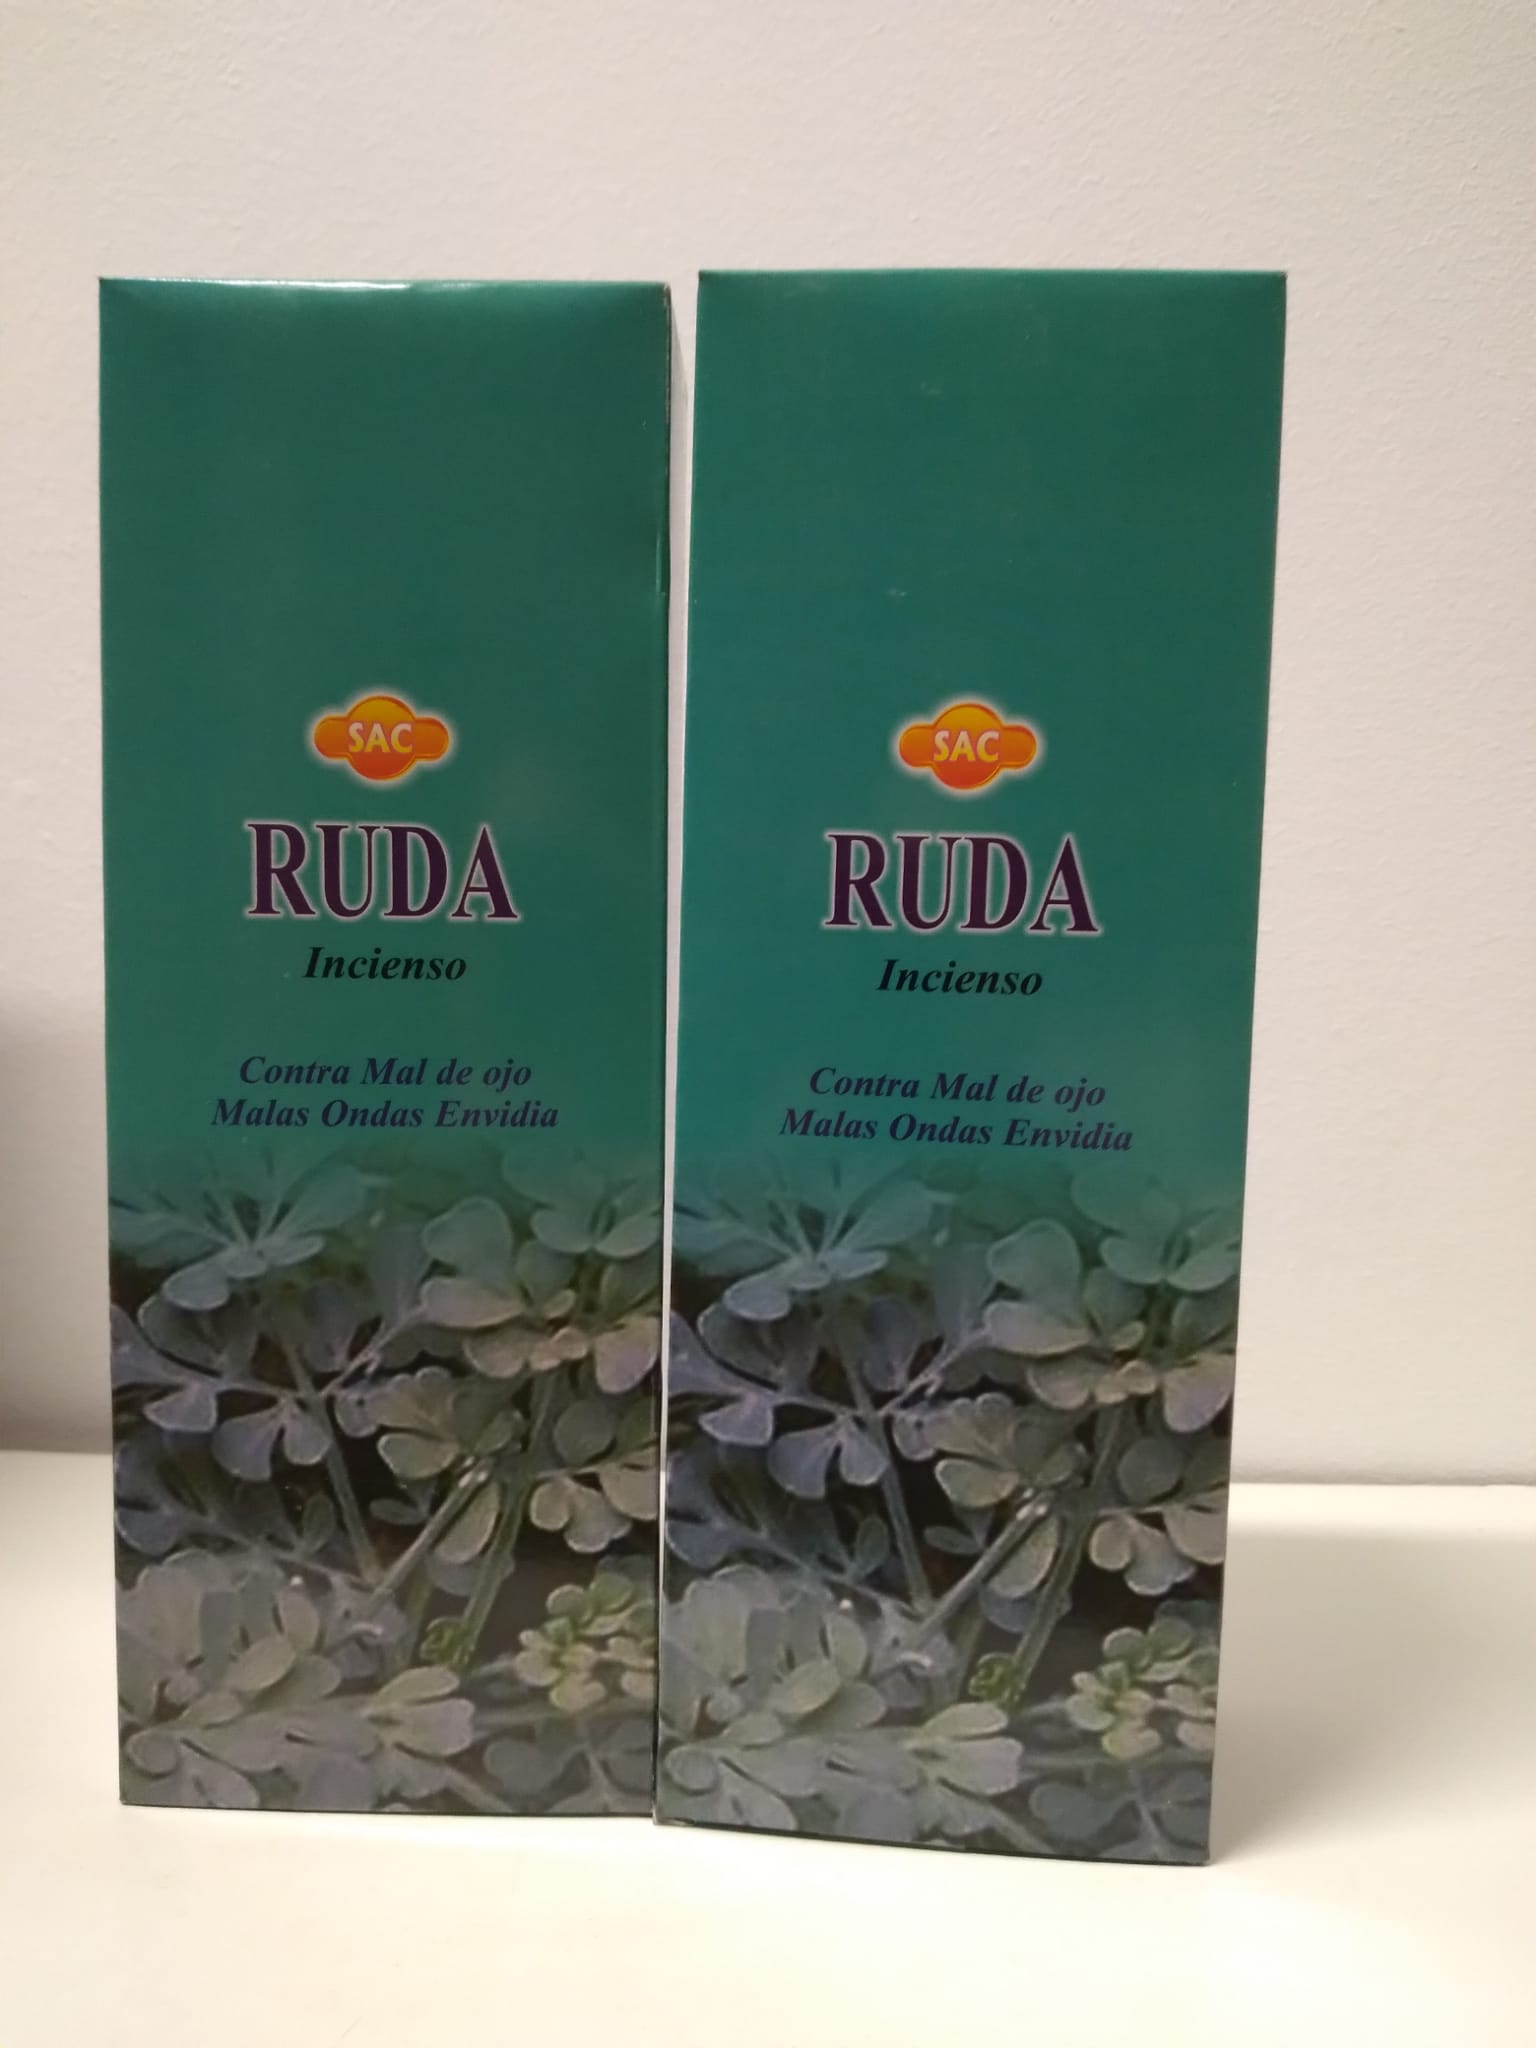 SAC
RUDA
Incienso
Contra Mal de ojo
Malas Ondas Envidia
SAC
RUDA
Incienso
Contra Mal de ojo
Malas Ondas Envidia